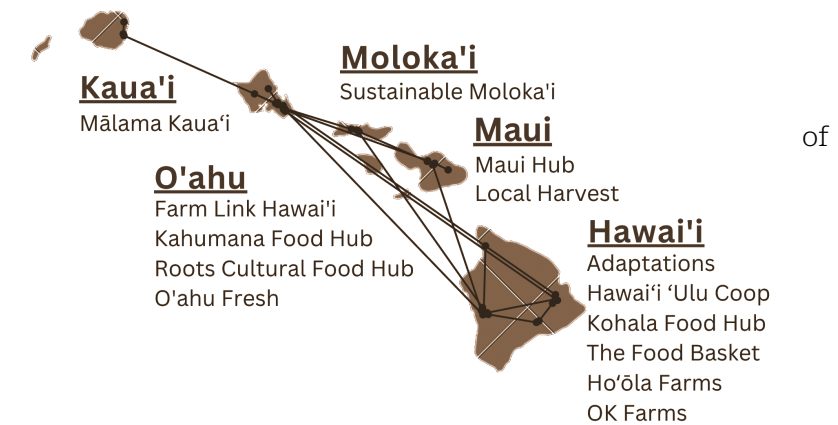 Kaua'i
Mālama Kauaʻi
O'ahu
Farm Link Hawai'i
Kahumana Food Hub
Roots Cultural Food Hub
O'ahu Fresh
Moloka'i
Sustainable Moloka'i
Maui
Maui Hub
Local Harvest
Hawai'i
Adaptations
Hawaiʻi ʻUlu Coop
Kohala Food Hub
The Food Basket
Hoʻōla Farms
OK Farms
of